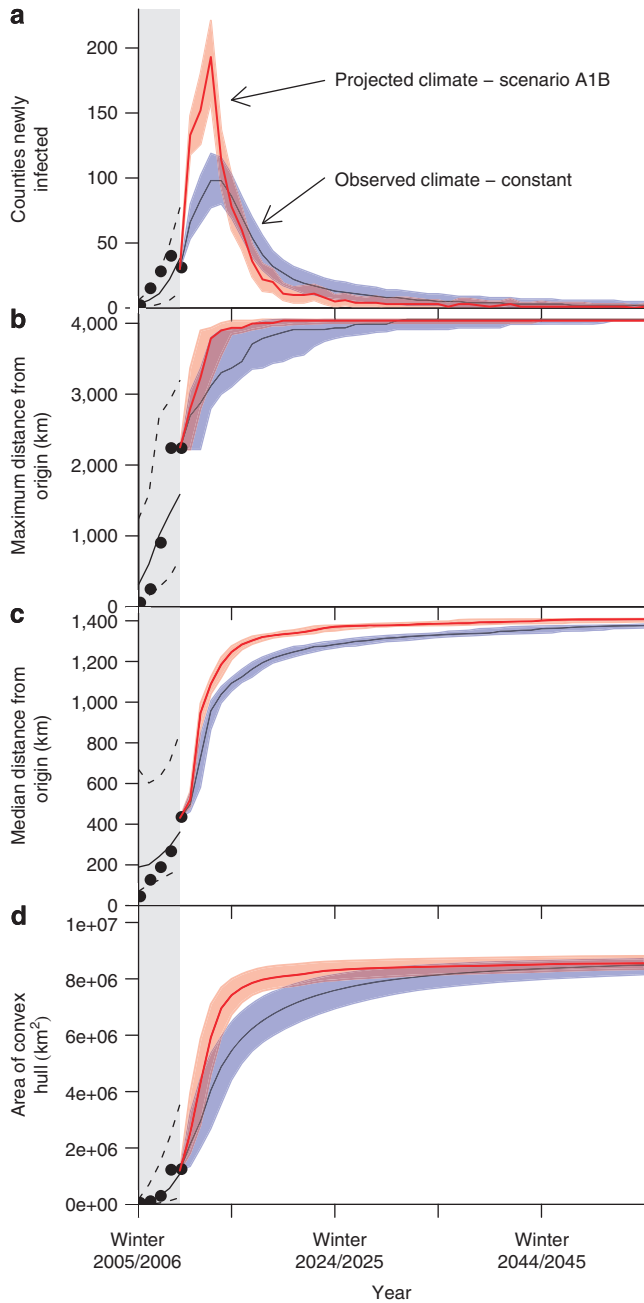 a
Counties newly
infected
200
150
100
50
0
Projected climate – scenario A1B
Observed climate – constant
b
Maximum distance from
origin (km)
4,000
3,000
2,000
1,000
0
c
Median distance from
origin (km)
1,400
1,200
1,000
800
600
400
200
0
d
Area of convex
hull (km²)
1e+07
8e+06
6e+06
4e+06
2e+06
0e+00
Winter
2005/2006
Winter
2024/2025
Winter
2044/2045
Year